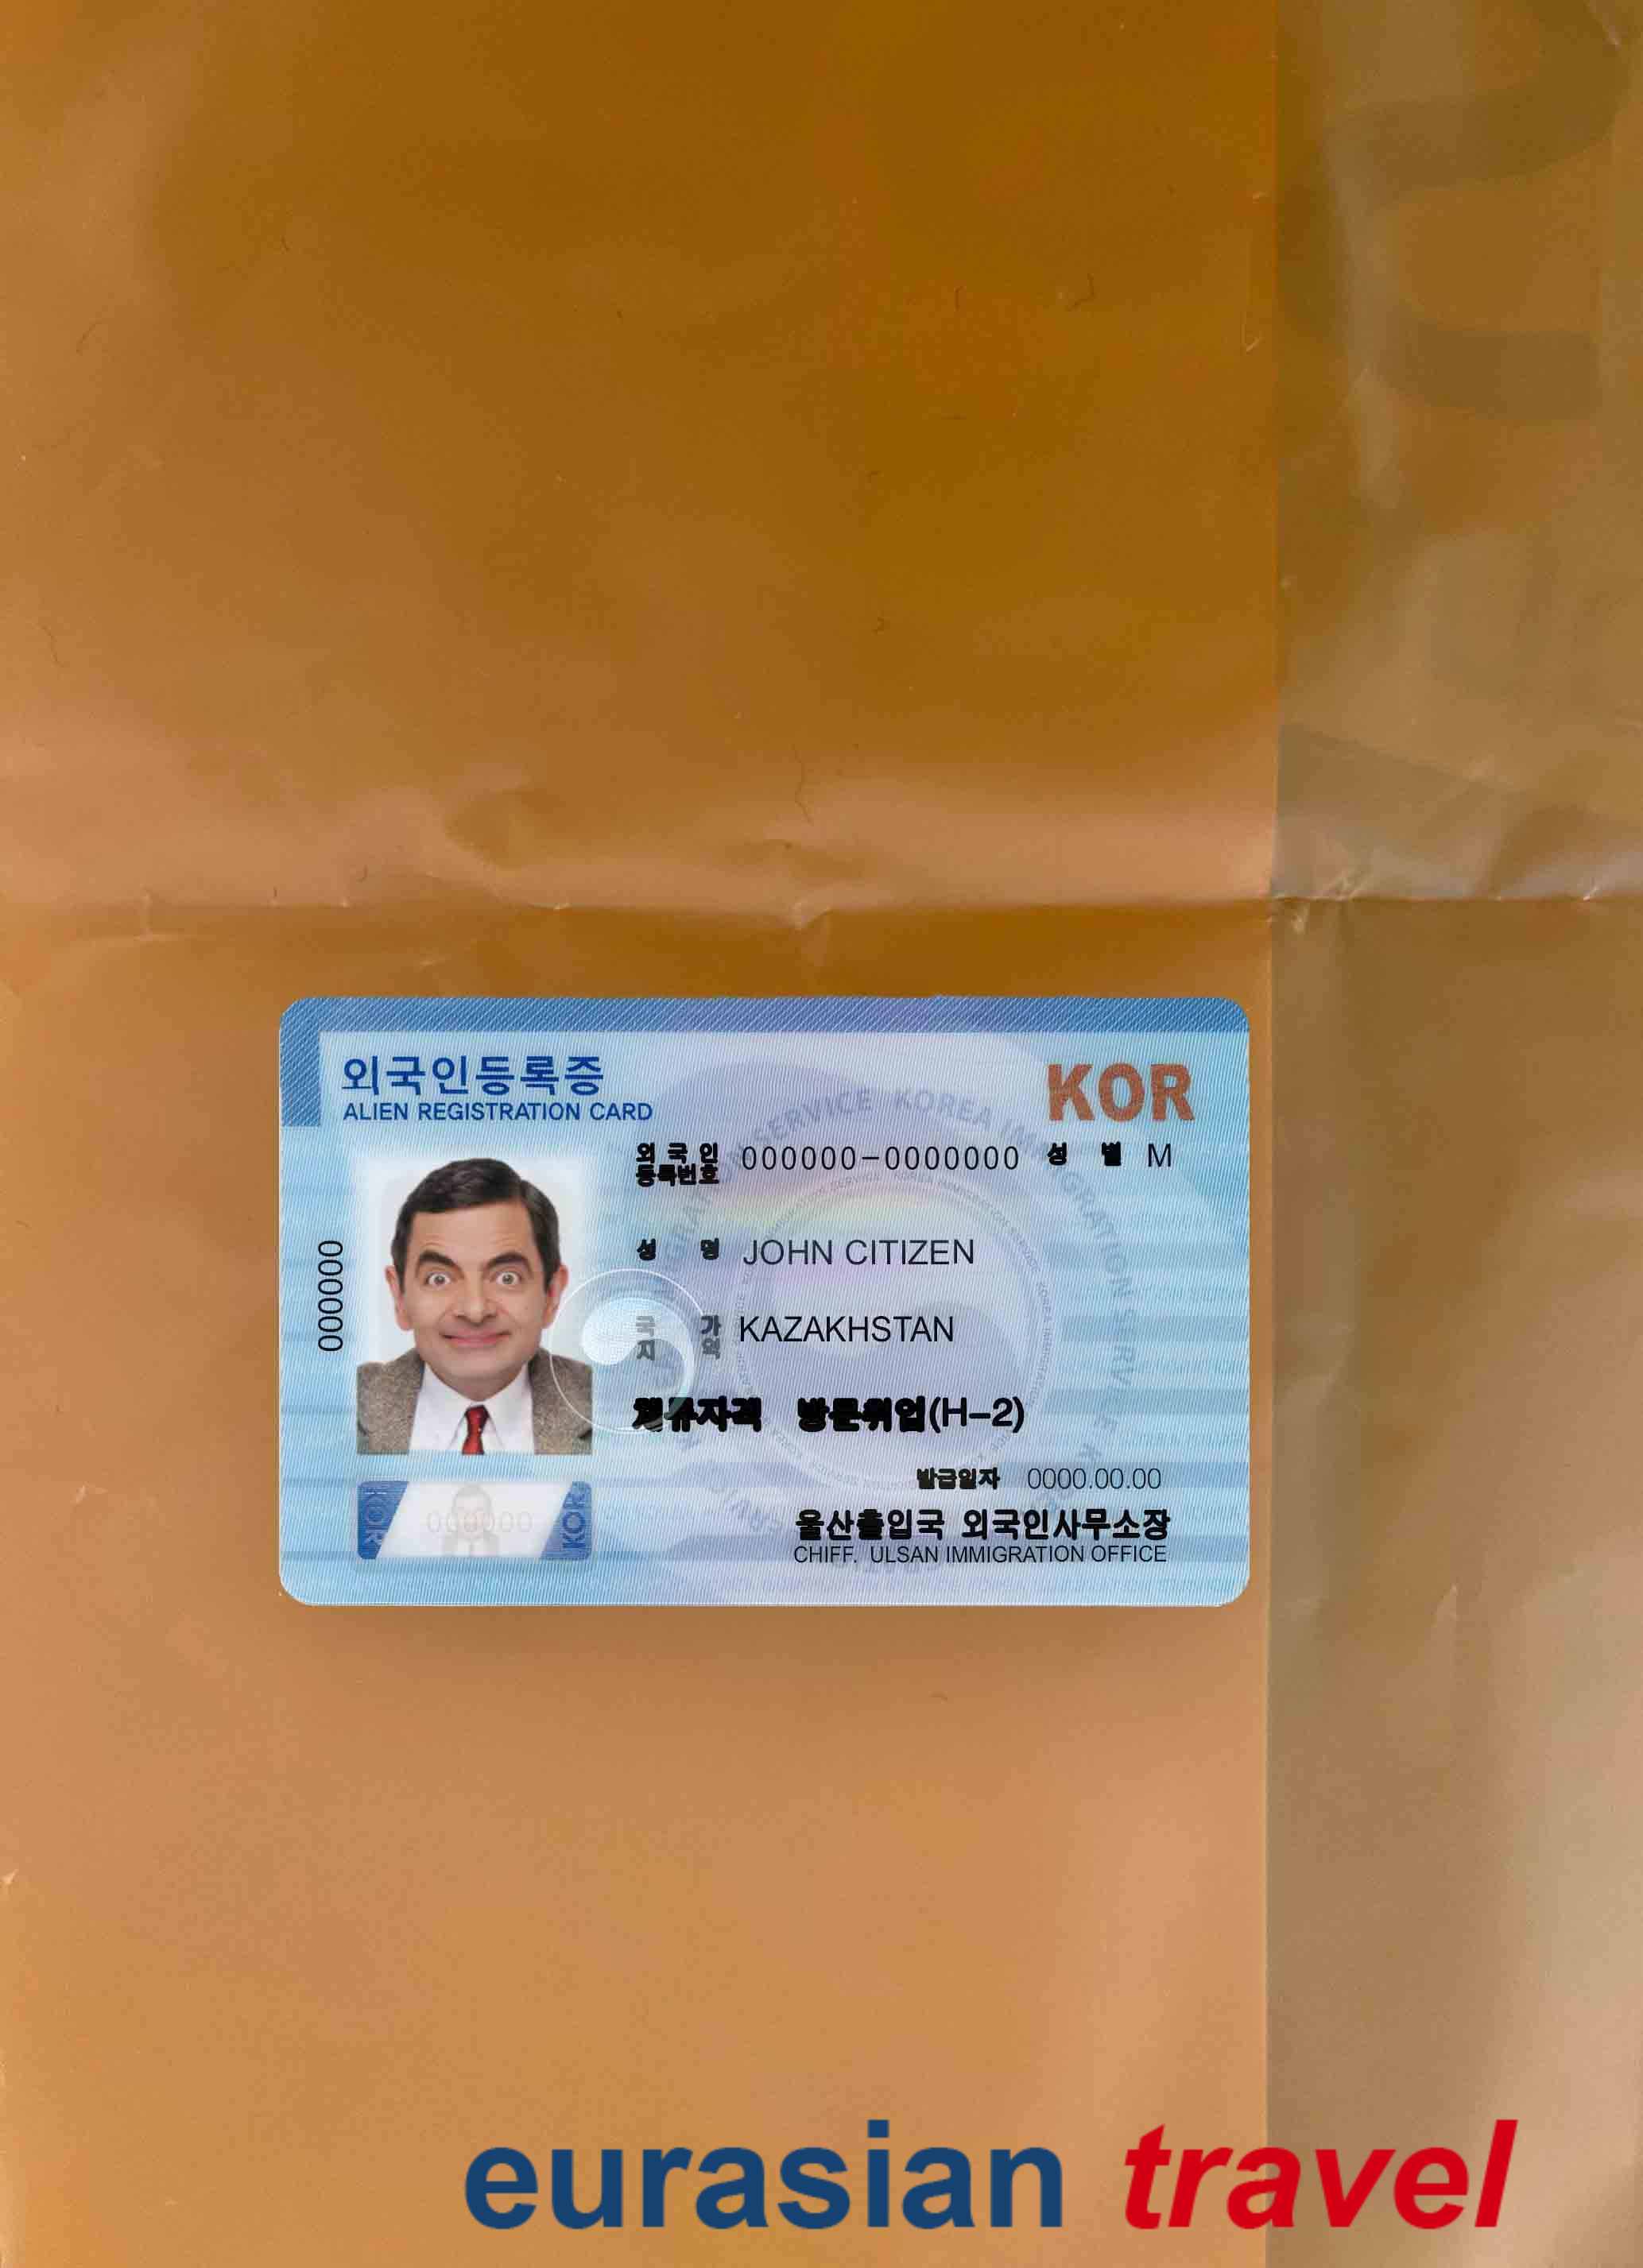 외국인등록증
ALIEN REGISTRATION CARD
KOR
외국인 등록번호 000000-0000000 성별 M
성명 JOHN CITIZEN
000000
국가 지역 KAZAKHSTAN
체류자격 방문취업(H-2)
발급일자 0000.00.00
000000
KOR
KOR
울산출입국 외국인사무소장
CHIFF. ULSAN IMMIGRATION OFFICE
eurasian travel